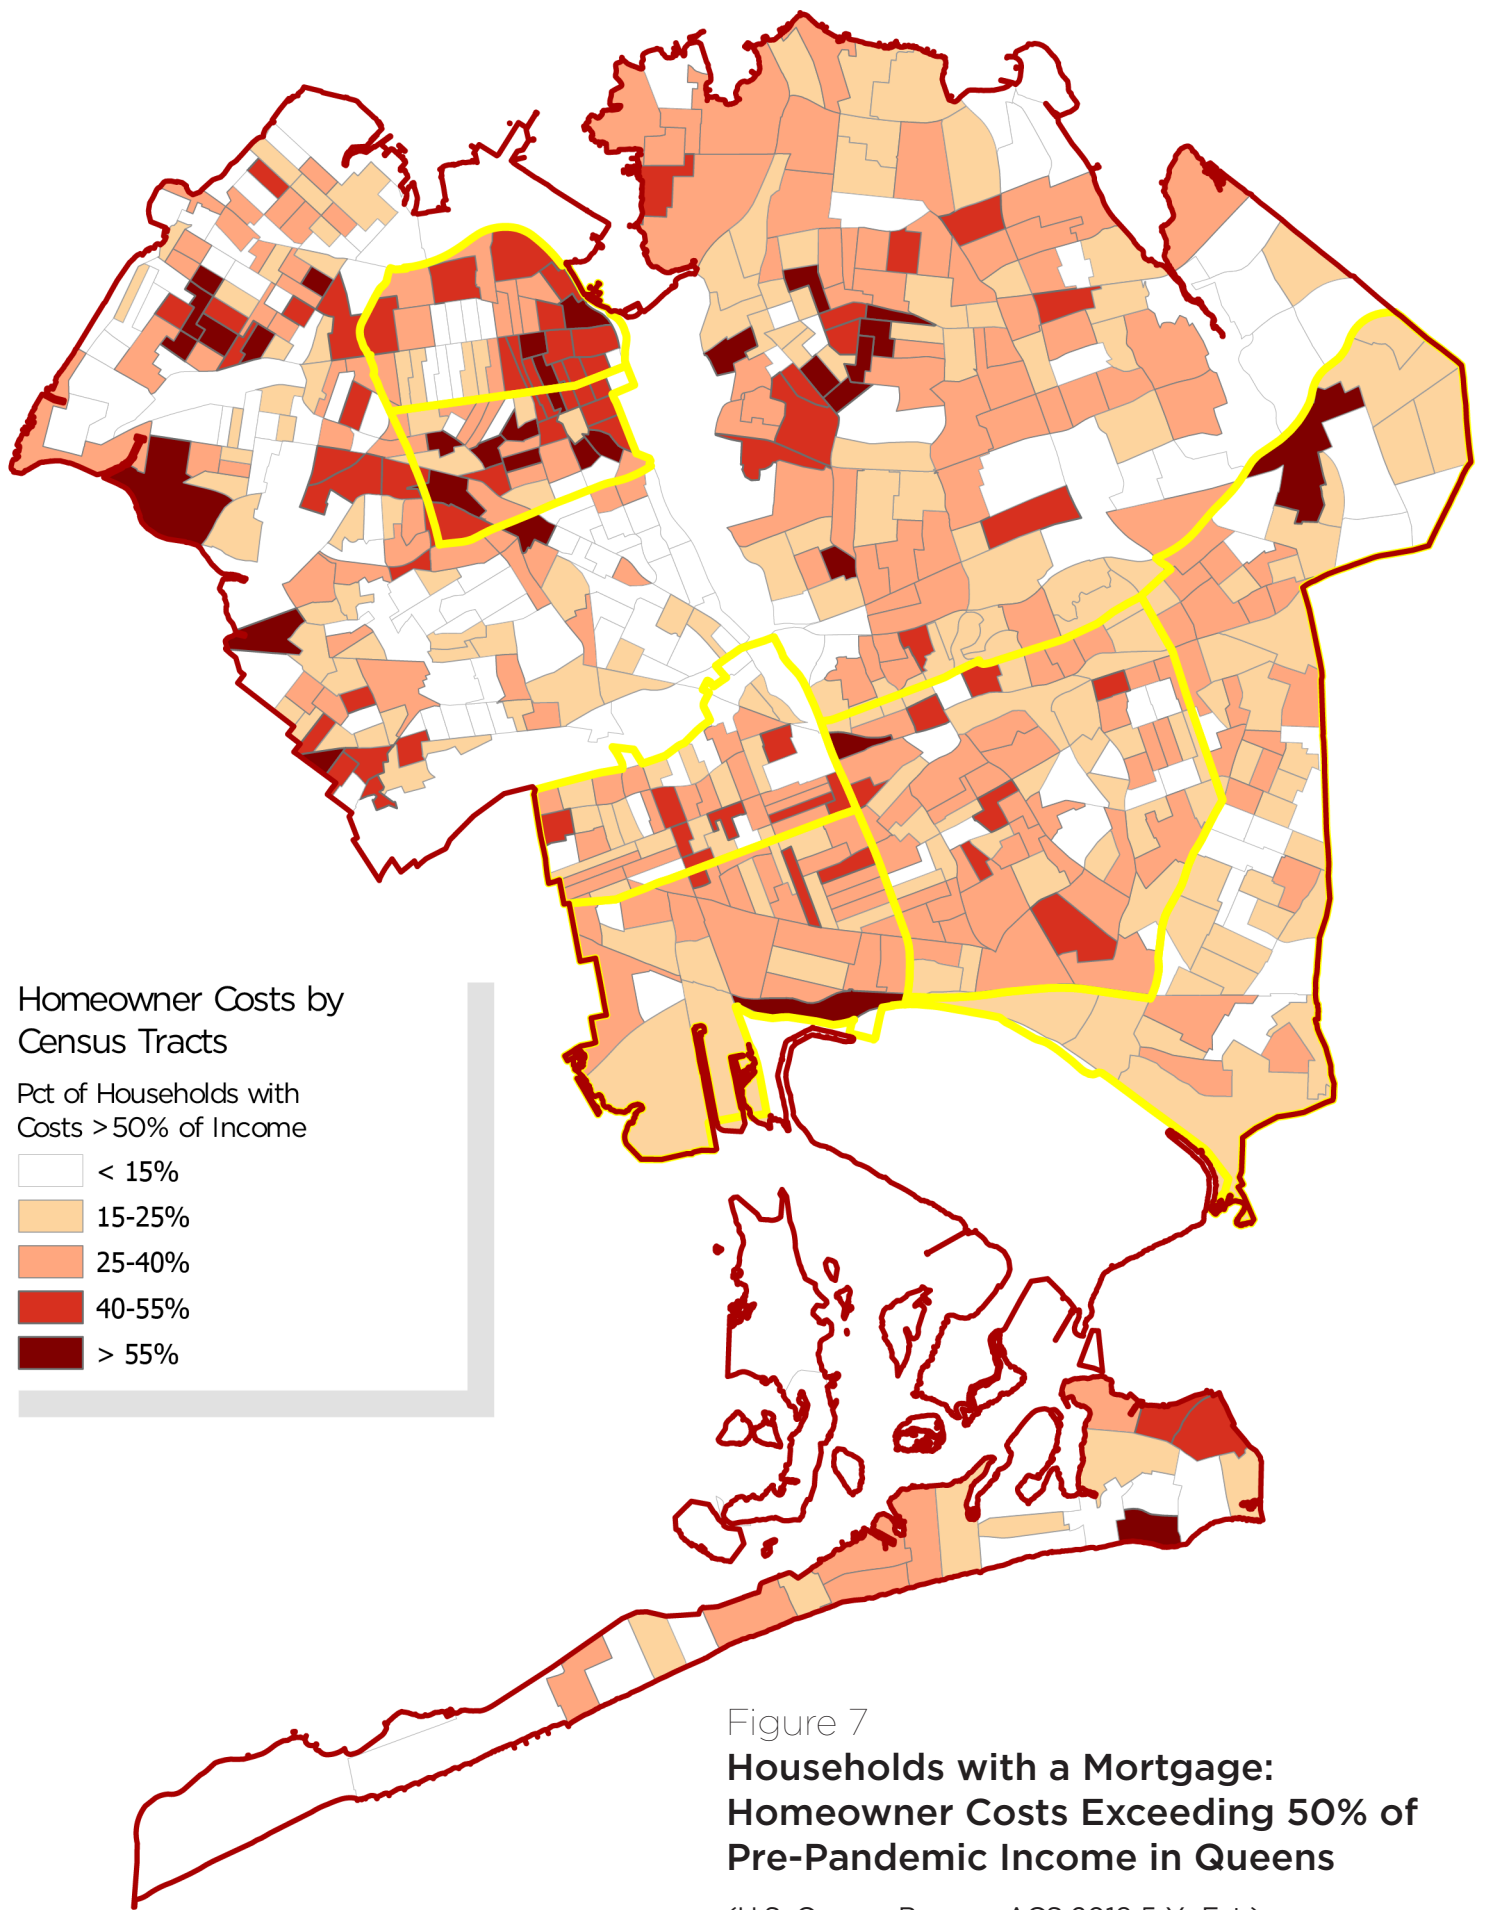 Homeowner Costs by
Census Tracts
Pct of Households with
Costs >50% of Income
< 15%
15-25%
25-40%
40-55%
> 55%
Figure 7
Households with a Mortgage:
Homeowner Costs Exceeding 50% of
Pre-Pandemic Income in Queens